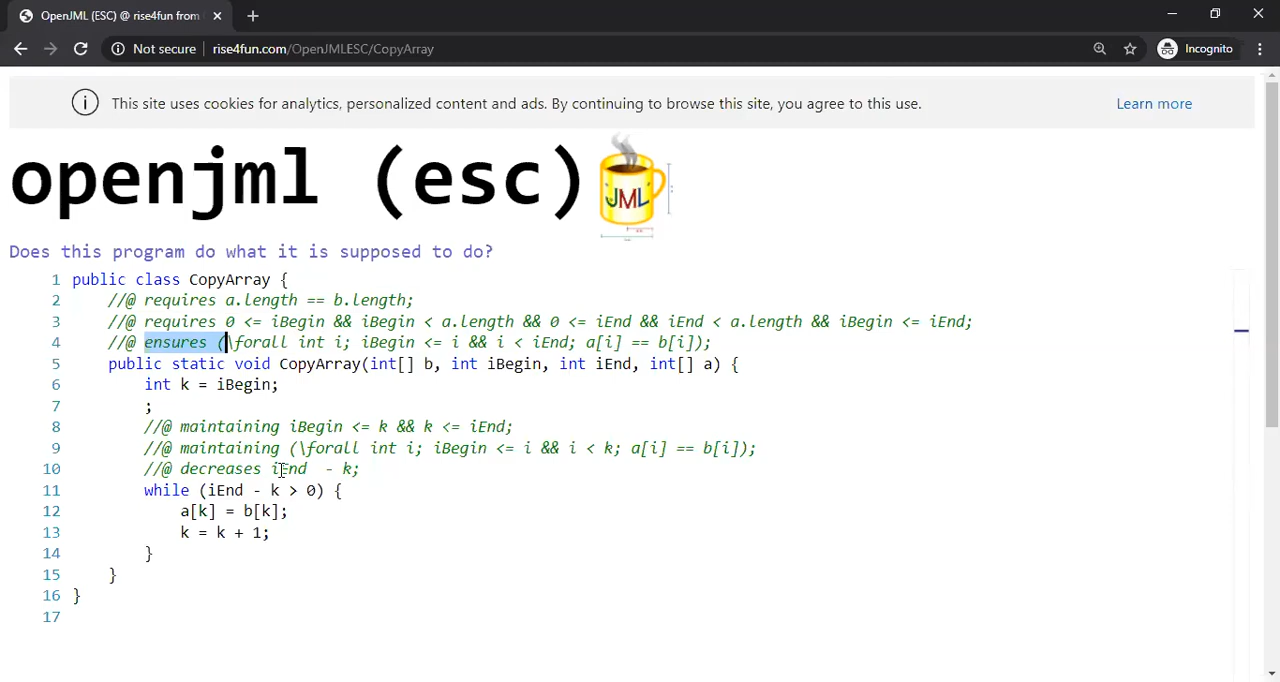 OpenJML (ESC) @ rise4fun from
Not secure rise4fun.com/OpenJMLESC/CopyArray Incognito
This site uses cookies for analytics, personalized content and ads. By continuing to browse this site, you agree to this use. Learn more
openjml (esc) JML
Does this program do what it is supposed to do?
1 public class CopyArray {
2 //@ requires a.length == b.length;
3 //@ requires 0 <= iBegin && iBegin < a.length && 0 <= iEnd && iEnd < a.length && iBegin <= iEnd;
4 //@ ensures (\forall int i; iBegin <= i && i < iEnd; a[i] == b[i]);
5 public static void CopyArray(int[] b, int iBegin, int iEnd, int[] a) {
6 int k = iBegin;
7 ;
8 //@ maintaining iBegin <= k && k <= iEnd;
9 //@ maintaining (\forall int i; iBegin <= i && i < k; a[i] == b[i]);
10 //@ decreases iEnd  - k;
11 while (iEnd - k > 0) {
12 a[k] = b[k];
13 k = k + 1;
14 }
15 }
16 }
17